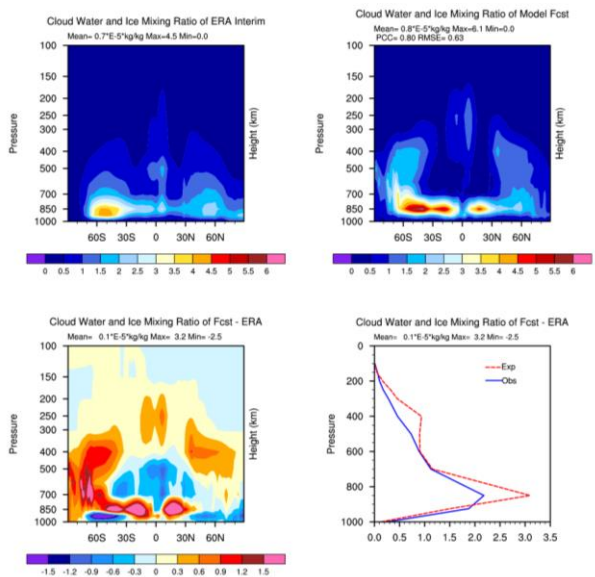 Cloud Water and Ice Mixing Ratio of ERA Interim
Mean= 0.7*E-5*kg/kg Max=4.5 Min=0.0
100
150
200
250
300
400
500
700
850
1000
Pressure
Height (km)
60S 30S 0 30N 60N
0 0.5 1 1.5 2 2.5 3 3.5 4 4.5 5 5.5 6
Cloud Water and Ice Mixing Ratio of Model Fcst
Mean= 0.8*E-5*kg/kg Max=6.1 Min=0.0
PCC= 0.80 RMSE= 0.63
100
150
200
250
300
400
500
700
850
1000
Pressure
Height (km)
60S 30S 0 30N 60N
0 0.5 1 1.5 2 2.5 3 3.5 4 4.5 5 5.5 6
Cloud Water and Ice Mixing Ratio of Fcst - ERA
Mean= 0.1*E-5*kg/kg Max= 3.2 Min= -2.5
100
150
200
250
300
400
500
700
850
1000
Pressure
Height (km)
60S 30S 0 30N 60N
-1.5 -1.2 -0.9 -0.6 -0.3 0 0.3 0.6 0.9 1.2 1.5
Cloud Water and Ice Mixing Ratio of Fcst - ERA
Mean= 0.1*E-5*kg/kg Max= 3.2 Min= -2.5
0
200
400
600
800
1000
Pressure
Exp
Obs
0.0 0.5 1.0 1.5 2.0 2.5 3.0 3.5